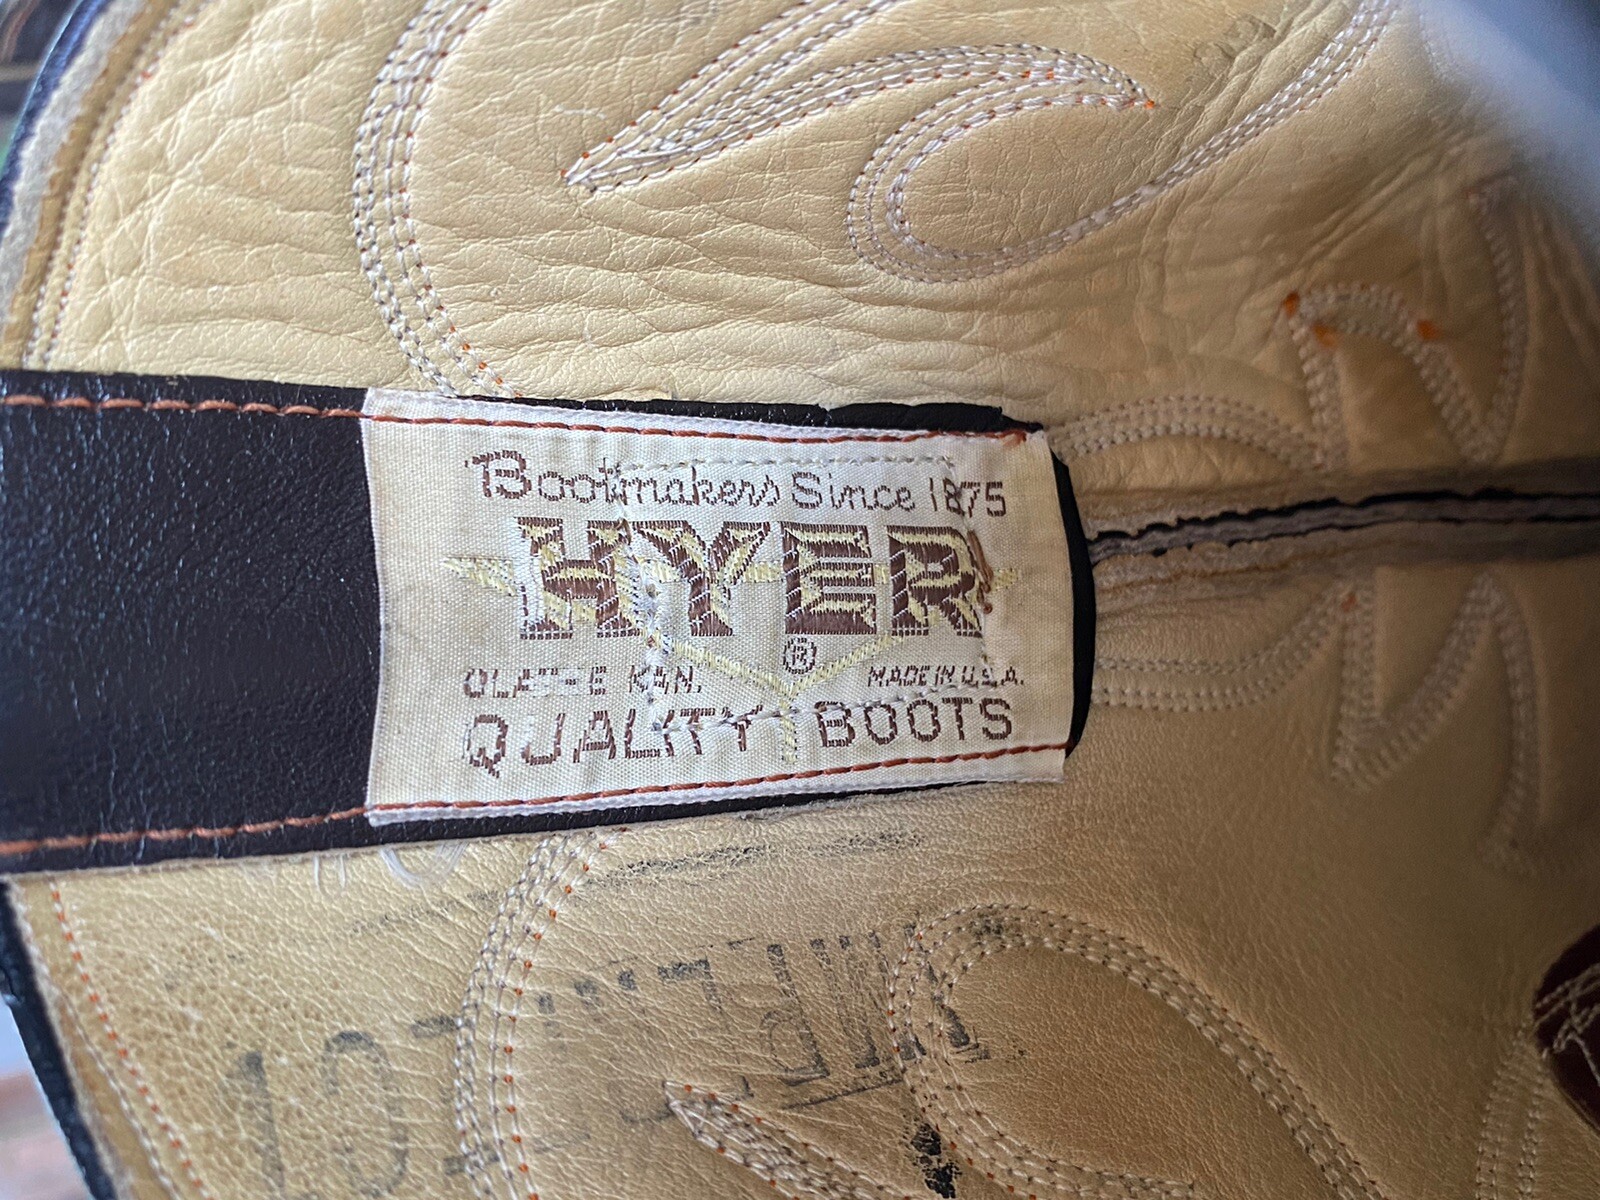 Bootmakers Since 1875
HYER
®
OLATHE KAN. MADE IN U.S.A.
QUALITY BOOTS